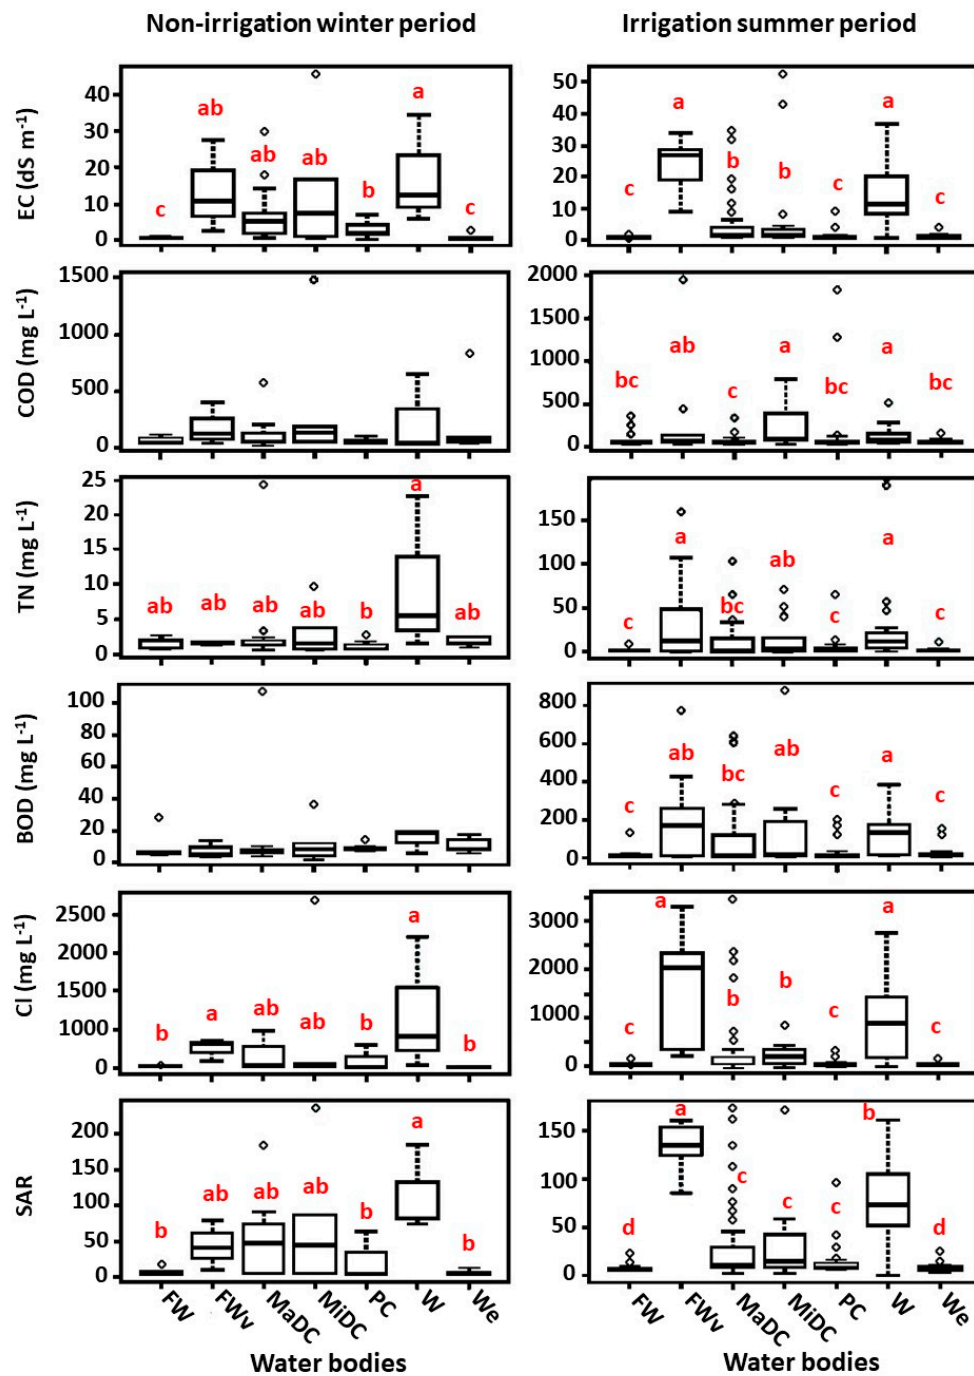 Non-irrigation winter period
Irrigation summer period
EC (dS m⁻¹)
40
30
20
10
0
c
ab
ab
ab
b
a
c
50
40
30
20
10
0
c
a
b
b
c
a
c
COD (mg L⁻¹)
1500
1000
500
0
2000
1500
1000
500
0
bc
ab
c
a
bc
a
bc
TN (mg L⁻¹)
25
20
15
10
5
0
ab
ab
ab
ab
b
a
ab
150
100
50
0
c
a
bc
ab
c
a
c
BOD (mg L⁻¹)
100
80
60
40
20
0
800
600
400
200
0
c
ab
bc
ab
c
a
c
Cl (mg L⁻¹)
2500
2000
1500
1000
0
b
a
ab
ab
b
a
b
3000
2000
1000
0
c
a
b
b
c
a
c
SAR
200
150
100
50
0
b
ab
ab
ab
b
a
b
150
100
50
0
d
a
c
c
c
b
d
FW
FWv
MaDC
MiDC
PC
W
We
FW
FWv
MaDC
MiDC
PC
W
We
Water bodies
Water bodies